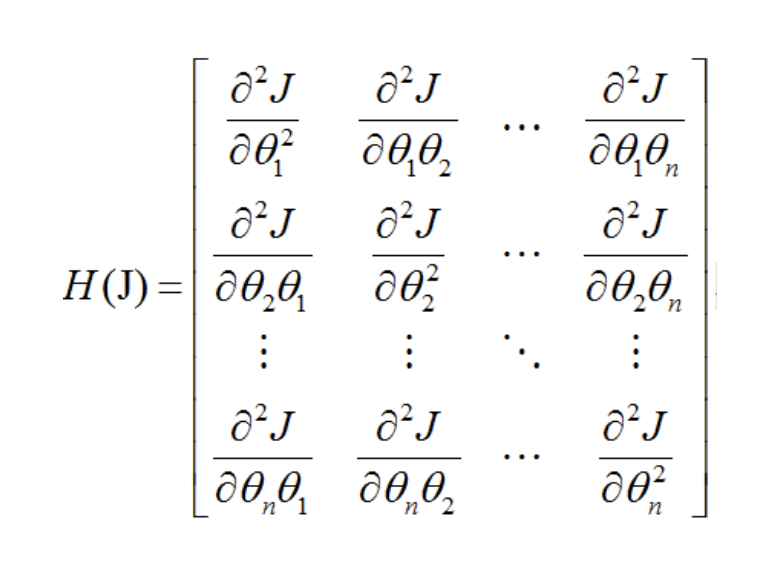 H(J) = [ ∂²J/∂θ₁² ∂²J/∂θ₁θ₂ ⋯ ∂²J/∂θ₁θₙ
∂²J/∂θ₂θ₁ ∂²J/∂θ₂² ⋯ ∂²J/∂θ₂θₙ
⋮ ⋮ ⋱ ⋮
∂²J/∂θₙθ₁ ∂²J/∂θₙθ₂ ⋯ ∂²J/∂θₙ² ]